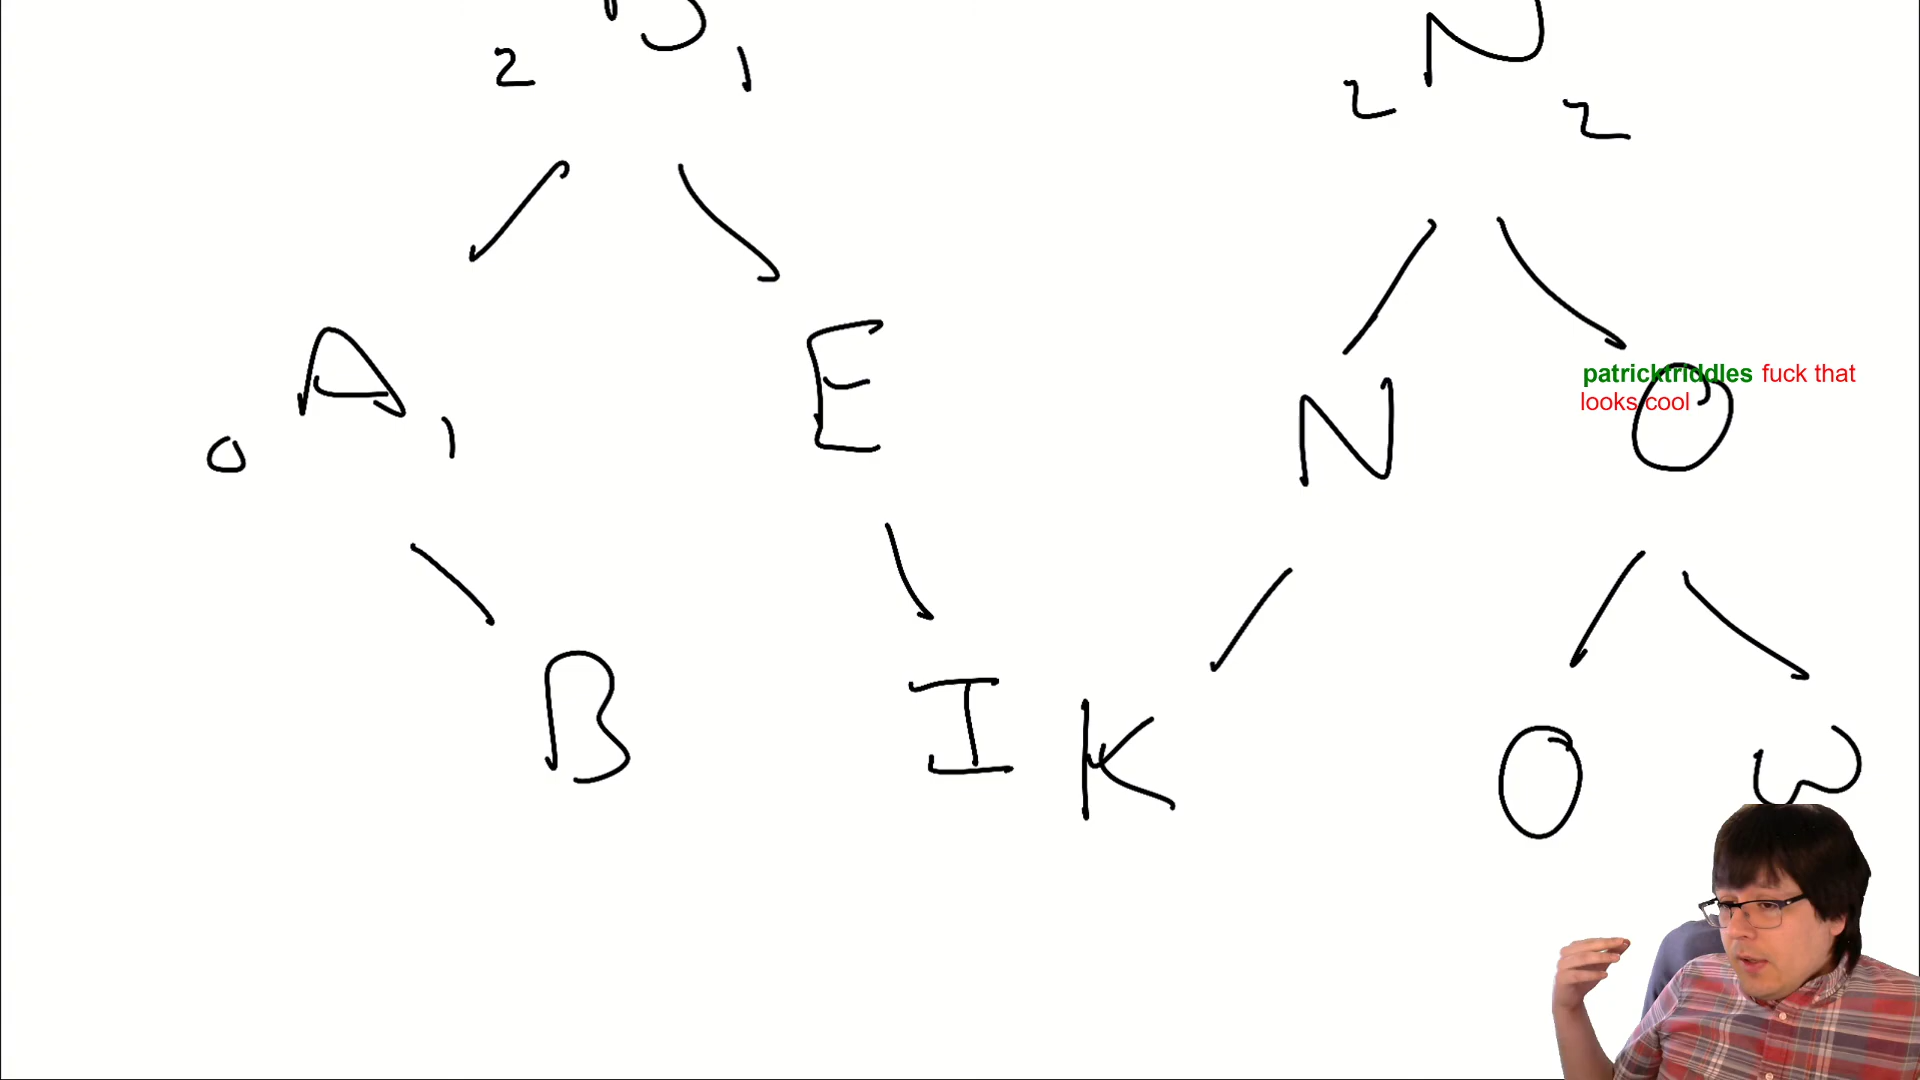 2 1
N
2 2
A E
0 1
N O
patricktriddles fuck that
looks cool
B I K O W